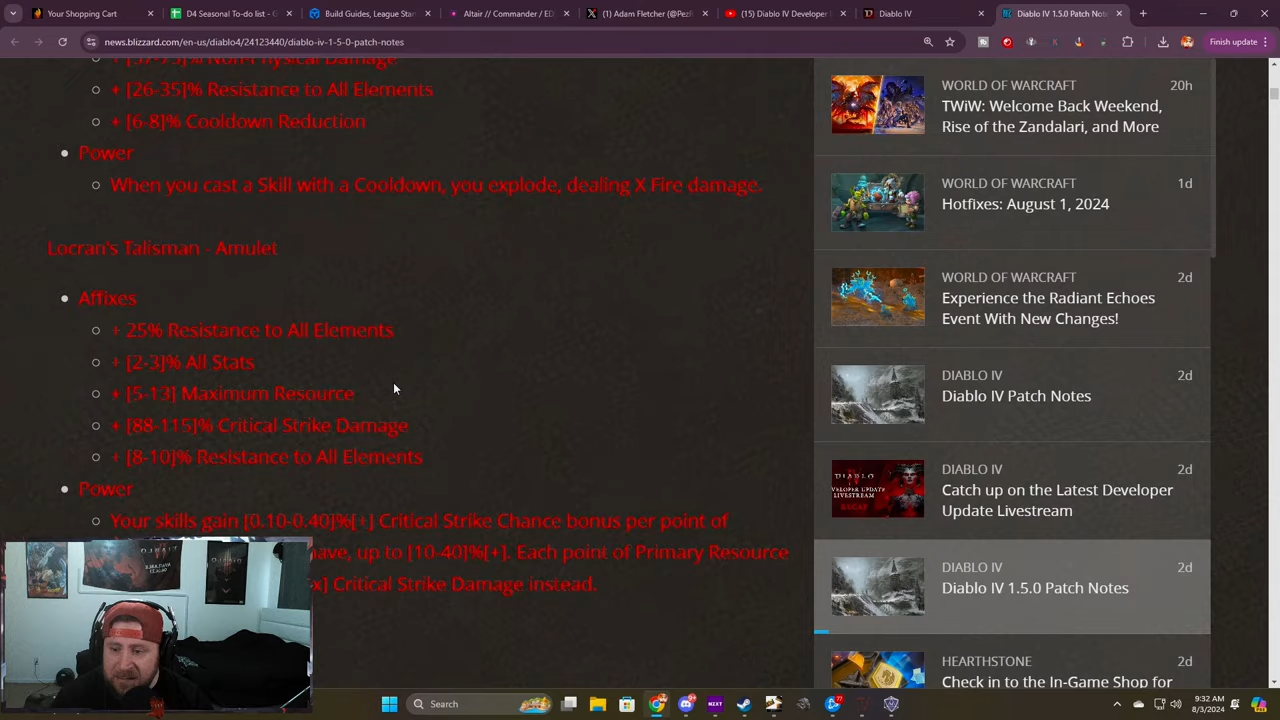 Your Shopping Cart
D4 Seasonal To-do list - G
Build Guides, League Star
Altair // Commander / ED
(1) Adam Fletcher (@PezR
(15) Diablo IV Developer
Diablo IV
Diablo IV 1.5.0 Patch Note
news.blizzard.com/en-us/diablo4/24123440/diablo-iv-1-5-0-patch-notes
Finish update
Non-Physical Damage
+ [26-35]% Resistance to All Elements
+ [6-8]% Cooldown Reduction
Power
When you cast a Skill with a Cooldown, you explode, dealing X Fire damage.
Locran's Talisman - Amulet
Affixes
+ 25% Resistance to All Elements
+ [2-3]% All Stats
+ [5-13] Maximum Resource
+ [88-115]% Critical Strike Damage
+ [8-10]% Resistance to All Elements
Power
Your skills gain [0.10-0.40]%[+] Critical Strike Chance bonus per point of
have, up to [10-40]%[+]. Each point of Primary Resource
x] Critical Strike Damage instead.
WORLD OF WARCRAFT 20h
TWiW: Welcome Back Weekend,
Rise of the Zandalari, and More
WORLD OF WARCRAFT 1d
Hotfixes: August 1, 2024
WORLD OF WARCRAFT 2d
Experience the Radiant Echoes
Event With New Changes!
DIABLO IV 2d
Diablo IV Patch Notes
DIABLO IV 2d
Catch up on the Latest Developer
Update Livestream
DIABLO IV 2d
Diablo IV 1.5.0 Patch Notes
HEARTHSTONE 2d
Check in to the In-Game Shop for
Search
NEXT
9:32 AM
8/3/2024